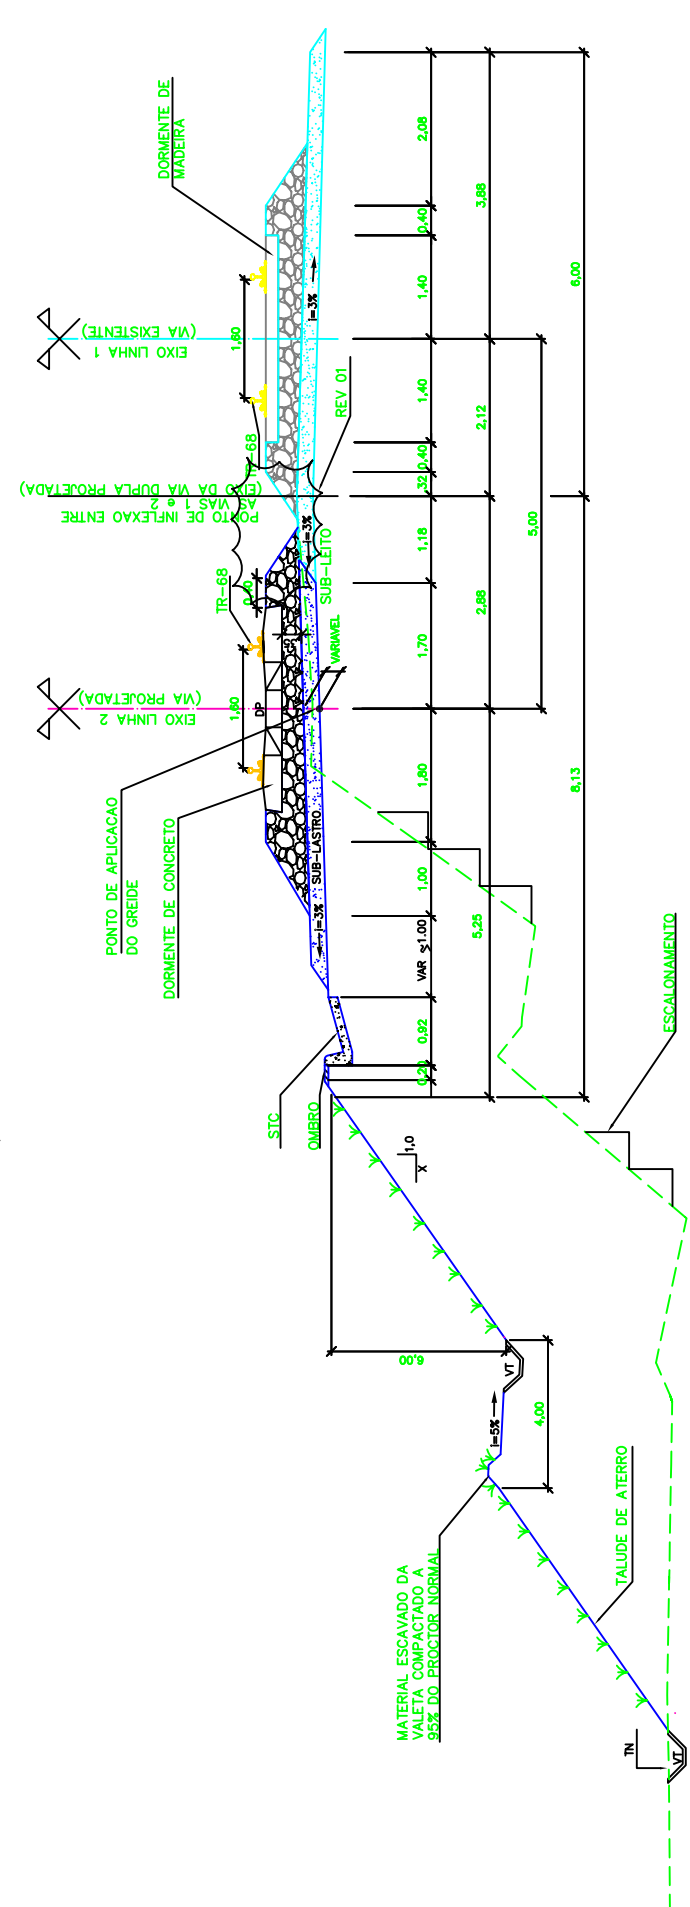 DORMENTE DE
MADEIRA
EIXO LINHA 1
(VIA EXISTENTE)
1,60
i=3%
TR-68
REV 01
PONTO DE INFLEXAO ENTRE
AS VIAS 1 e 2
(EIXO DA VIA DUPLA PROJETADA)
i=3%
SUB-LEITO
TR-68
EIXO LINHA 2
(VIA PROJETADA)
1,60
DP
VARIAVEL
PONTO DE APLICACAO
DO GREIDE
DORMENTE DE CONCRETO
SUB-LASTRO
i=3%
STC
OMBRO
2,08
0,40
1,40
1,40
0,40
32
1,18
1,70
1,80
1,00
VAR ≈1.00
0,92
0,20
3,88
2,12
2,88
5,25
5,00
6,00
8,13
ESCALONAMENTO
1,0
X
6,00
VT
i=5%
4,00
MATERIAL ESCAVADO DA
VALETA COMPACTADO A
95% DO PROCTOR NORMAL
TALUDE DE ATERRO
TN
VT